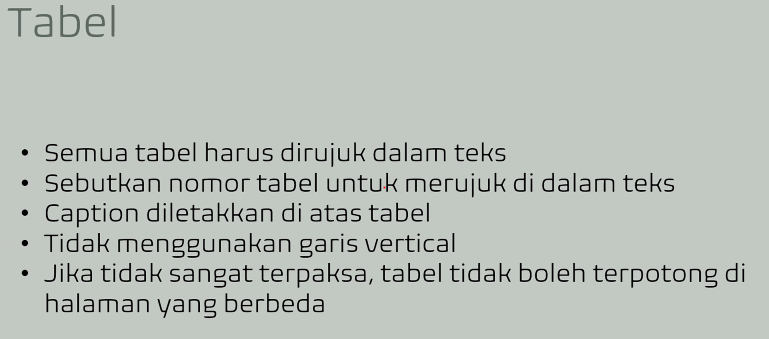 Tabel
• Semua tabel harus dirujuk dalam teks
• Sebutkan nomor tabel untuk merujuk di dalam teks
• Caption diletakkan di atas tabel
• Tidak menggunakan garis vertical
• Jika tidak sangat terpaksa, tabel tidak boleh terpotong di
halaman yang berbeda